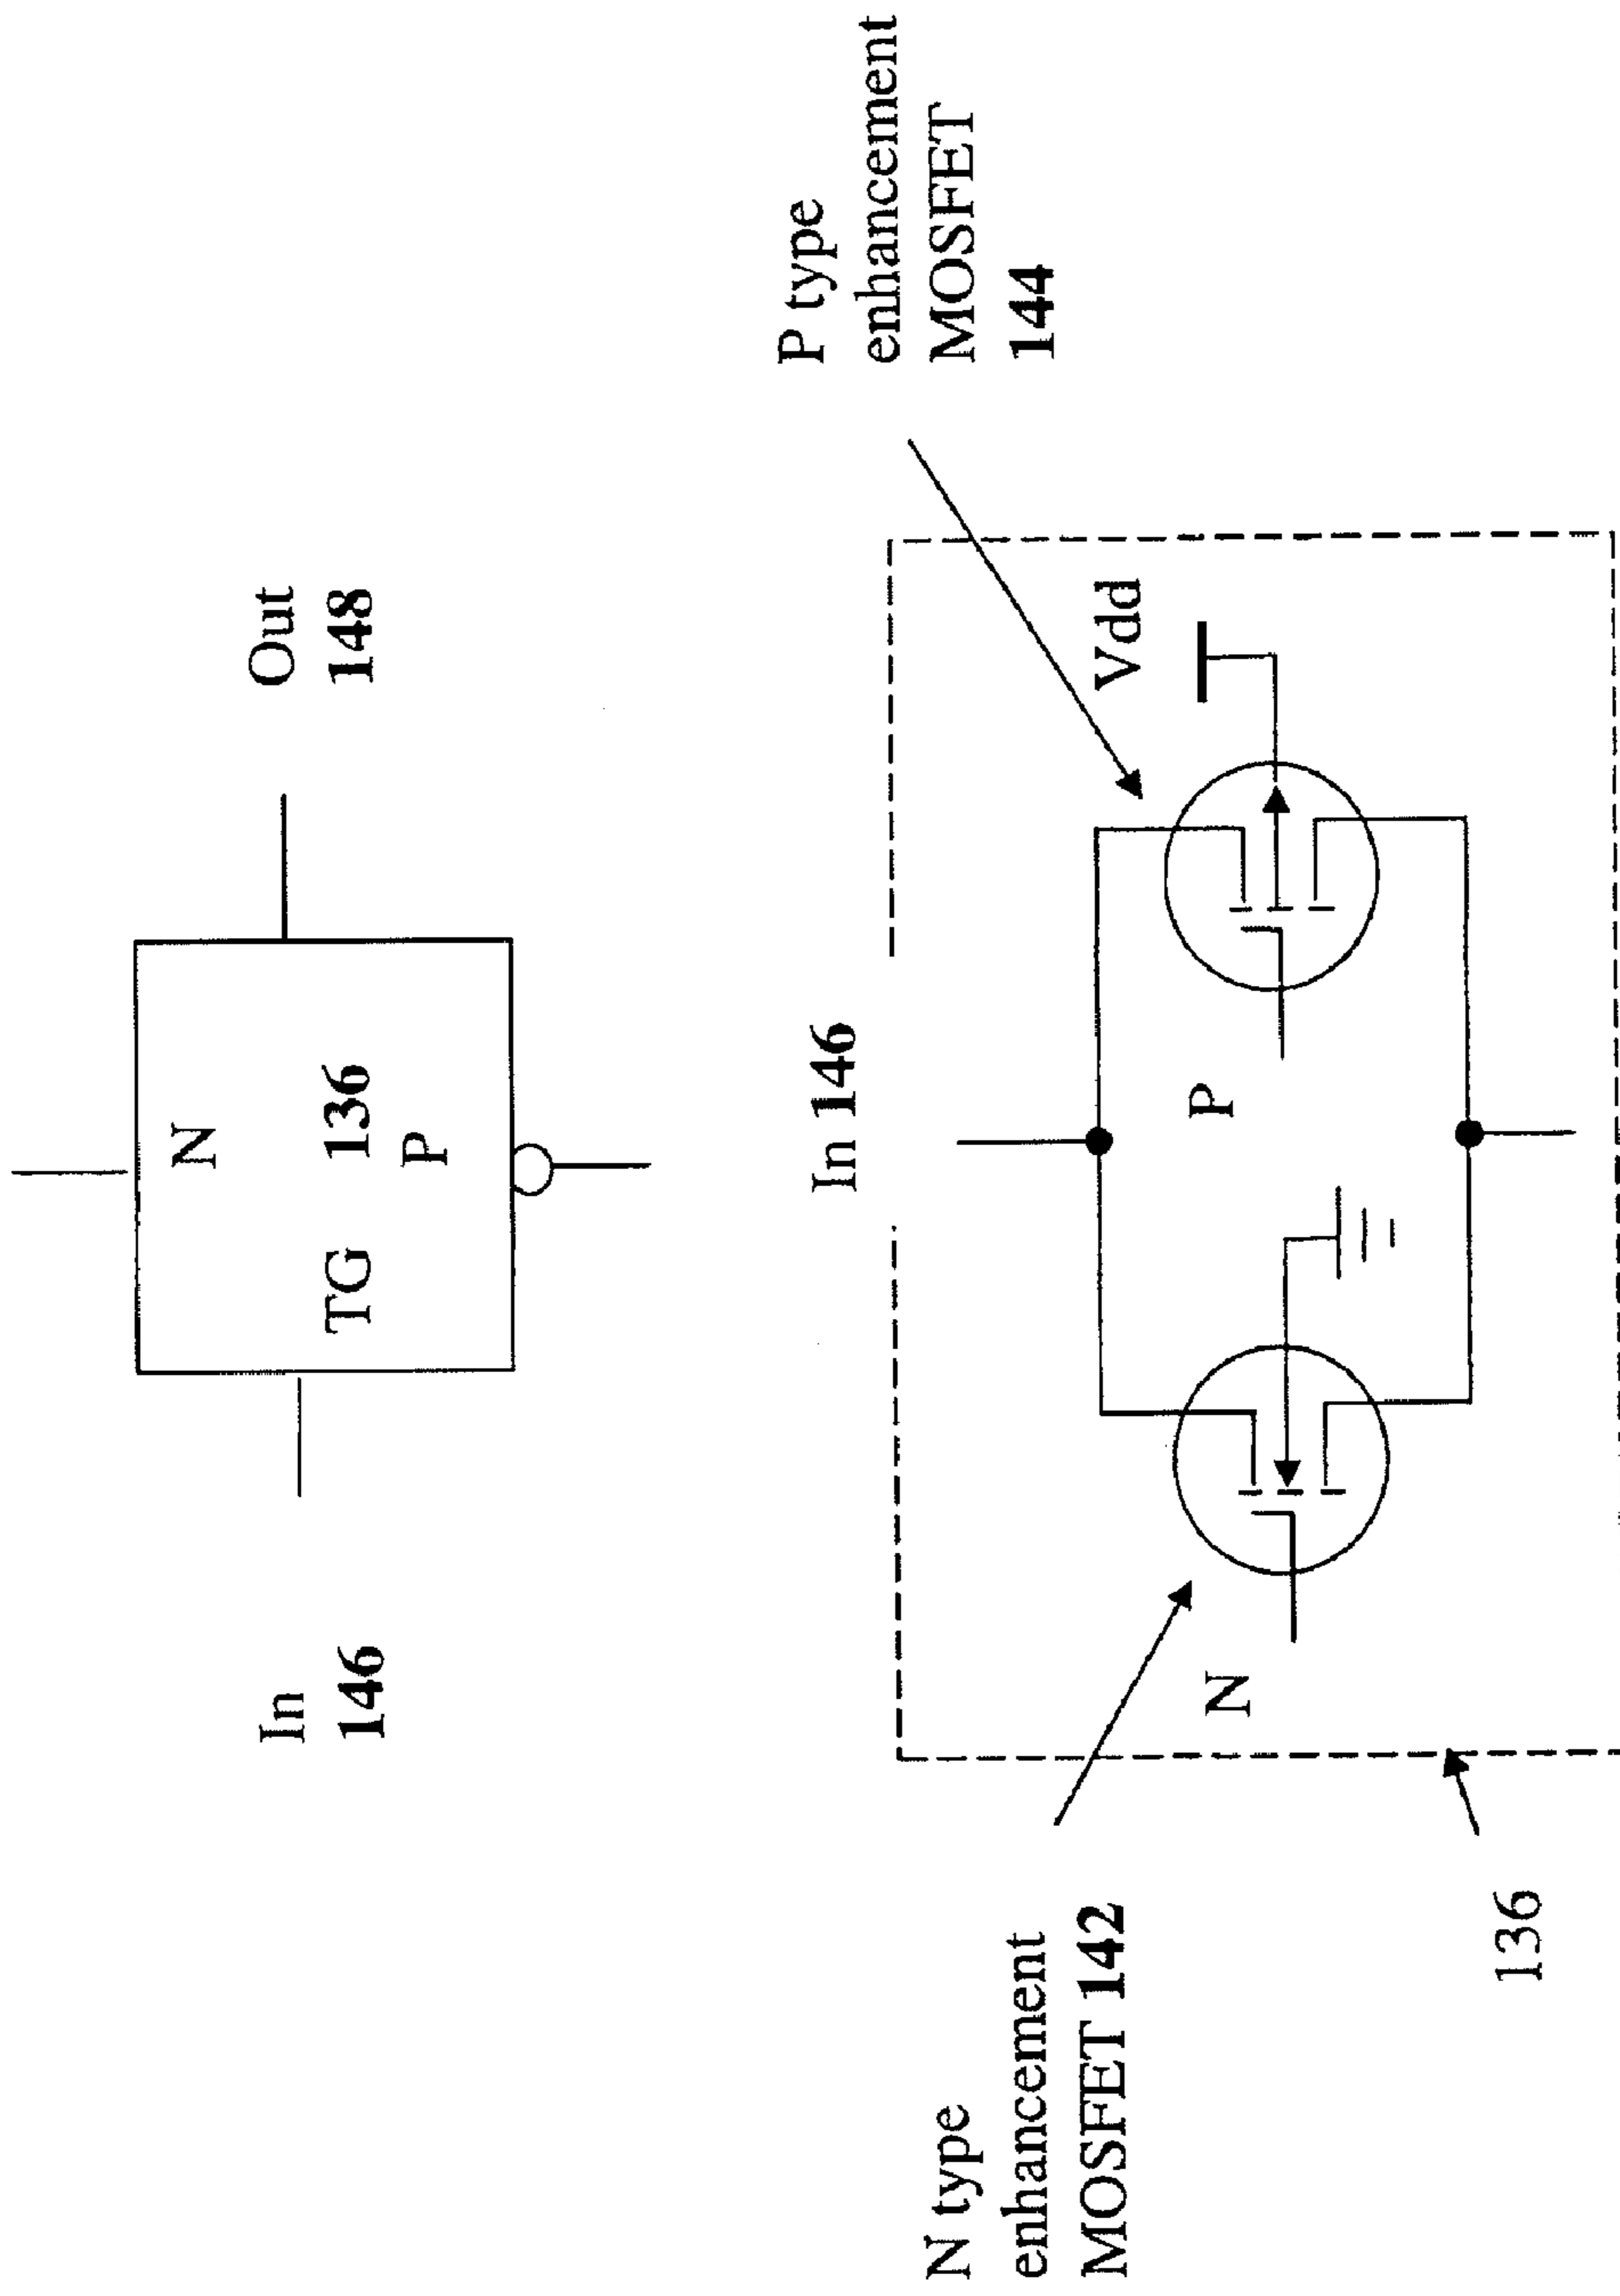 N
In
146
TG 136
Out
148
P
P type
enhancement
MOSFET
144
In 146
N type
enhancement
MOSFET 142
Vdd
N
P
136